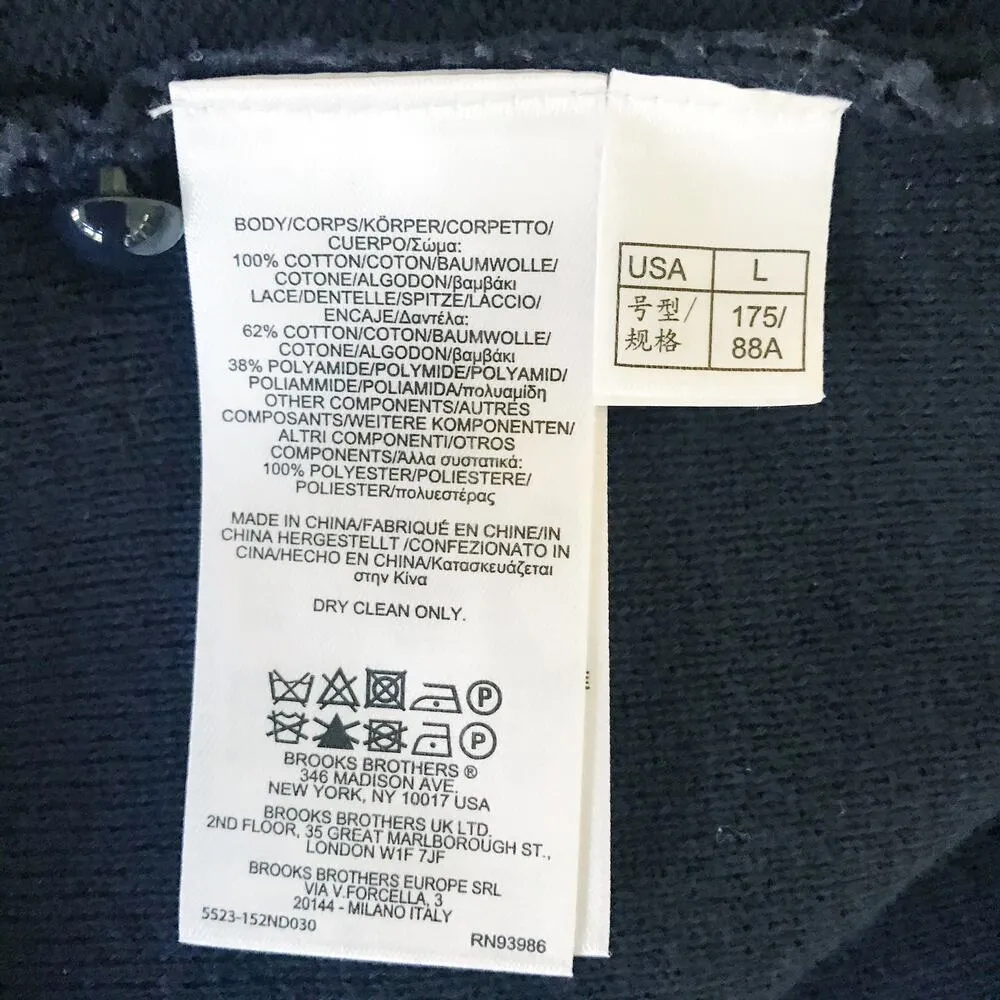 BODY/CORPS/KÖRPER/CORPETTO/
CUERPO/Σώμα:
100% COTTON/COTON/BAUMWOLLE/
COTONE/ALGODON/βαμβάκι
LACE/DENTELLE/SPITZE/LACCIO/
ENCAJE/Δαντέλα:
62% COTTON/COTON/BAUMWOLLE/
COTONE/ALGODON/βαμβάκι
38% POLYAMIDE/POLYMIDE/POLYAMID/
POLIAMMIDE/POLIAMIDA/πολυαμίδη
OTHER COMPONENTS/AUTRES
COMPOSANTS/WEITERE KOMPONENTEN/
ALTRI COMPONENTI/OTROS
COMPONENTS/Άλλα συστατικά:
100% POLYESTER/POLIESTERE/
POLIESTER/πολυεστέρας
MADE IN CHINA/FABRIQUÉ EN CHINE/IN
CHINA HERGESTELLT /CONFEZIONATO IN
CINA/HECHO EN CHINA/Κατασκευάζεται
στην Κίνα
DRY CLEAN ONLY.
P
P
BROOKS BROTHERS ®
346 MADISON AVE.
NEW YORK, NY 10017 USA
BROOKS BROTHERS UK LTD.
2ND FLOOR, 35 GREAT MARLBOROUGH ST.,
LONDON W1F 7JF
BROOKS BROTHERS EUROPE SRL
VIA V.FORCELLA, 3
20144 - MILANO ITALY
5523-152ND030
RN93986
USA L
号型/ 175/
规格 88A